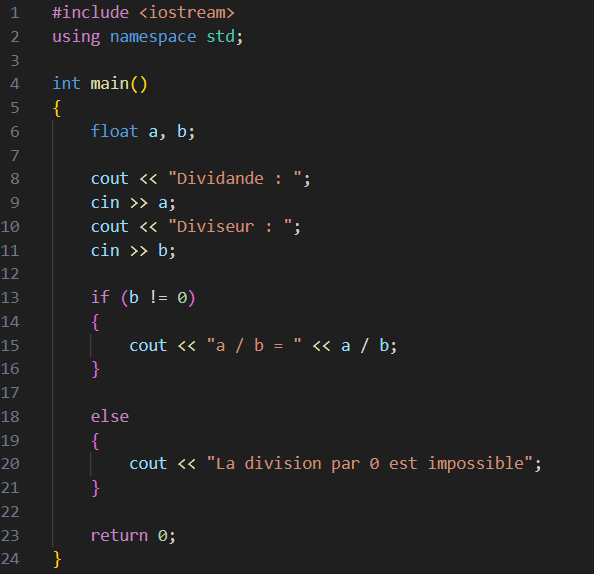 1 #include <iostream>
2 using namespace std;
3
4 int main()
5 {
6 float a, b;
7
8 cout << "Dividande : ";
9 cin >> a;
10 cout << "Diviseur : ";
11 cin >> b;
12
13 if (b != 0)
14 {
15 cout << "a / b = " << a / b;
16 }
17
18 else
19 {
20 cout << "La division par 0 est impossible";
21 }
22
23 return 0;
24 }